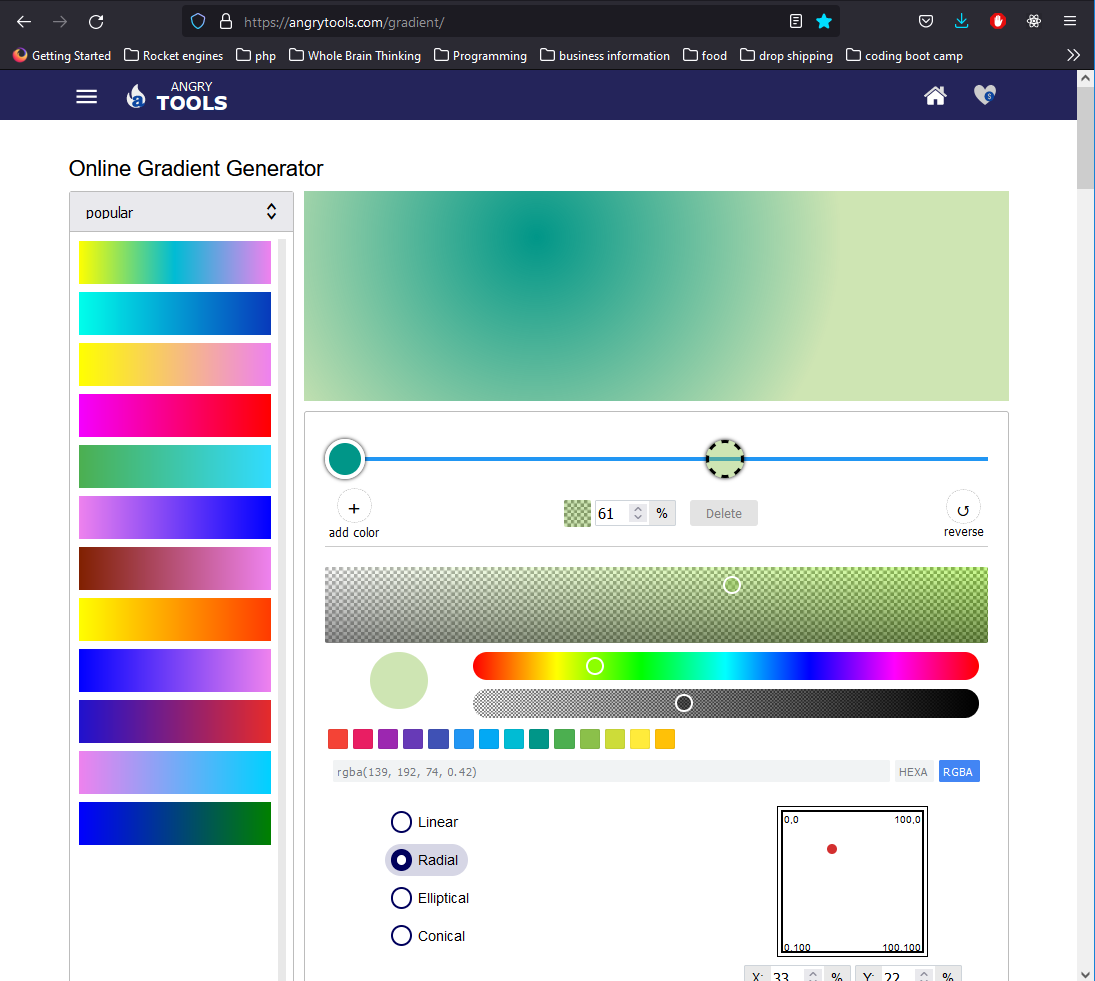 https://angrytools.com/gradient/
Getting Started Rocket engines php Whole Brain Thinking Programming business information food drop shipping coding boot camp
a ANGRY
TOOLS
$
Online Gradient Generator
popular
61 % Delete
+
add color
↺
reverse
rgba(139, 192, 74, 0.42) HEXA RGBA
Linear
Radial
Elliptical
Conical
0,0 100,0
0,100 100,100
X: 33 % Y: 22 %